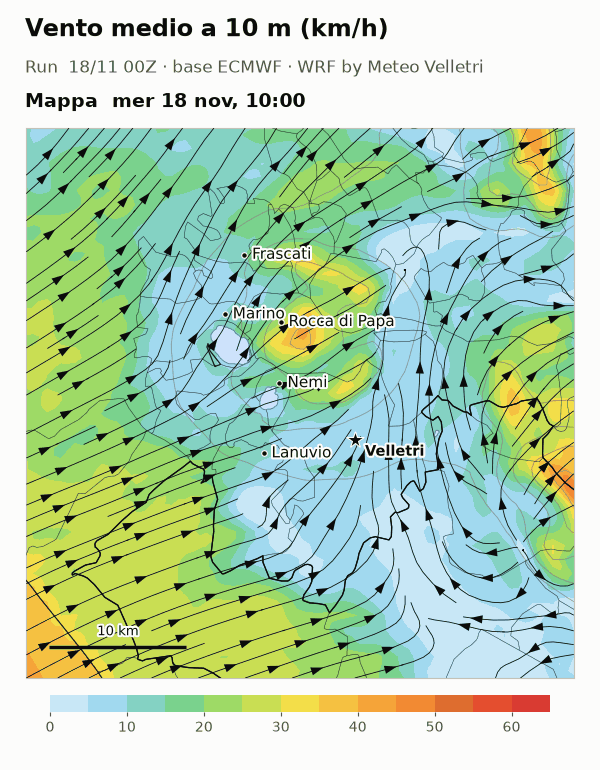 Vento medio a 10 m (km/h)
Run 18/11 00Z · base ECMWF · WRF by Meteo Velletri
Mappa mer 18 nov, 10:00
Frascati
Marino
Rocca di Papa
Nemi
Velletri
Lanuvio
10 km
0 10 20 30 40 50 60